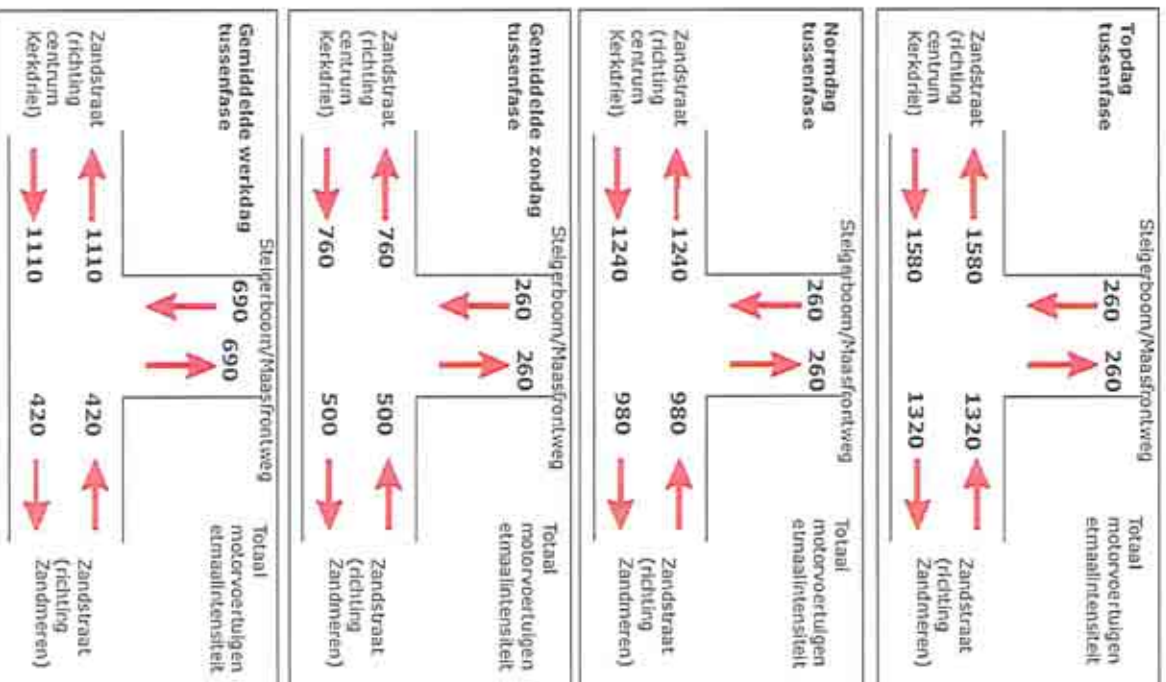 Topdag
tussenfase
Steigerboom/Maasfrontweg
Totaal
motorvoertuigen
etmaalintensiteit
260 260
Zandstraat
(richting
centrum
Kerkdriel)
1580
1580
1320
1320
Zandstraat
(richting
Zandmeren)
Normdag
tussenfase
Steigerboom/Maasfrontweg
Totaal
motorvoertuigen
etmaalintensiteit
260 260
Zandstraat
(richting
centrum
Kerkdriel)
1240
1240
980
980
Zandstraat
(richting
Zandmeren)
Gemiddelde zondag
tussenfase
Steigerboom/Maasfrontweg
Totaal
motorvoertuigen
etmaalintensiteit
260 260
Zandstraat
(richting
centrum
Kerkdriel)
760
760
500
500
Zandstraat
(richting
Zandmeren)
Gemiddelde werkdag
tussenfase
Steigerboom/Maasfrontweg
Totaal
motorvoertuigen
etmaalintensiteit
690 690
Zandstraat
(richting
centrum
Kerkdriel)
1110
1110
420
420
Zandstraat
(richting
Zandmeren)